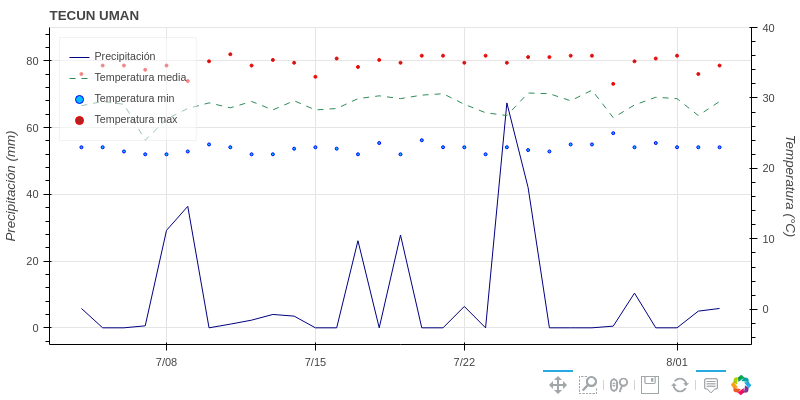 TECUN UMAN
Precipitación
Temperatura media
Temperatura min
Temperatura max
Precipitación (mm)
80
60
40
20
0
Temperatura (°C)
40
30
20
10
0
7/08
7/15
7/22
8/01